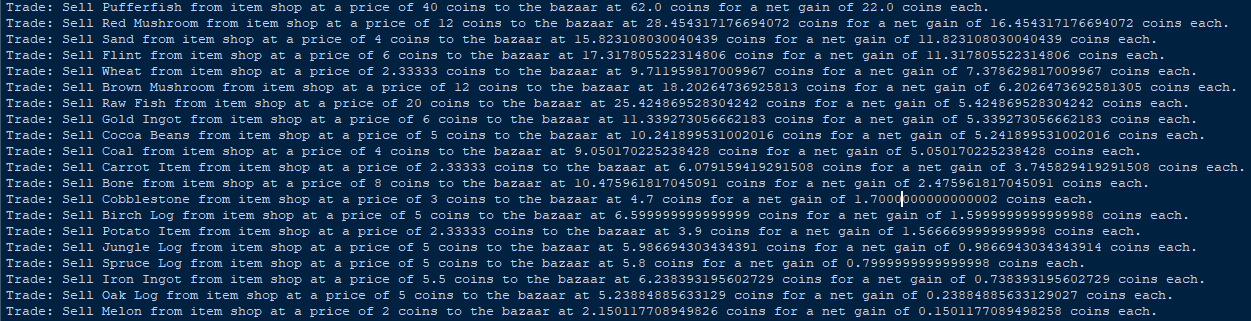 Trade: Sell Pufferfish from item shop at a price of 40 coins to the bazaar at 62.0 coins for a net gain of 22.0 coins each.
Trade: Sell Red Mushroom from item shop at a price of 12 coins to the bazaar at 28.454317176694072 coins for a net gain of 16.454317176694072 coins each.
Trade: Sell Sand from item shop at a price of 4 coins to the bazaar at 15.823108030040439 coins for a net gain of 11.823108030040439 coins each.
Trade: Sell Flint from item shop at a price of 6 coins to the bazaar at 17.317805522314806 coins for a net gain of 11.317805522314806 coins each.
Trade: Sell Wheat from item shop at a price of 2.33333 coins to the bazaar at 9.711959817009967 coins for a net gain of 7.378629817009967 coins each.
Trade: Sell Brown Mushroom from item shop at a price of 12 coins to the bazaar at 18.20264736925813 coins for a net gain of 6.2026473692581305 coins each.
Trade: Sell Raw Fish from item shop at a price of 20 coins to the bazaar at 25.424869528304242 coins for a net gain of 5.424869528304242 coins each.
Trade: Sell Gold Ingot from item shop at a price of 6 coins to the bazaar at 11.339273056662183 coins for a net gain of 5.339273056662183 coins each.
Trade: Sell Cocoa Beans from item shop at a price of 5 coins to the bazaar at 10.241899531002016 coins for a net gain of 5.241899531002016 coins each.
Trade: Sell Coal from item shop at a price of 4 coins to the bazaar at 9.050170225238428 coins for a net gain of 5.050170225238428 coins each.
Trade: Sell Carrot Item from item shop at a price of 2.33333 coins to the bazaar at 6.079159419291508 coins for a net gain of 3.745829419291508 coins each.
Trade: Sell Bone from item shop at a price of 8 coins to the bazaar at 10.475961817045091 coins for a net gain of 2.475961817045091 coins each.
Trade: Sell Cobblestone from item shop at a price of 3 coins to the bazaar at 4.7 coins for a net gain of 1.7000000000000002 coins each.
Trade: Sell Birch Log from item shop at a price of 5 coins to the bazaar at 6.599999999999999 coins for a net gain of 1.5999999999999988 coins each.
Trade: Sell Potato Item from item shop at a price of 2.33333 coins to the bazaar at 3.9 coins for a net gain of 1.5666699999999998 coins each.
Trade: Sell Jungle Log from item shop at a price of 5 coins to the bazaar at 5.986694303434391 coins for a net gain of 0.9866943034343914 coins each.
Trade: Sell Spruce Log from item shop at a price of 5 coins to the bazaar at 5.8 coins for a net gain of 0.7999999999999998 coins each.
Trade: Sell Iron Ingot from item shop at a price of 5.5 coins to the bazaar at 6.238393195602729 coins for a net gain of 0.738393195602729 coins each.
Trade: Sell Oak Log from item shop at a price of 5 coins to the bazaar at 5.23884885633129 coins for a net gain of 0.23884885633129027 coins each.
Trade: Sell Melon from item shop at a price of 2 coins to the bazaar at 2.150117708949826 coins for a net gain of 0.1501177089498258 coins each.